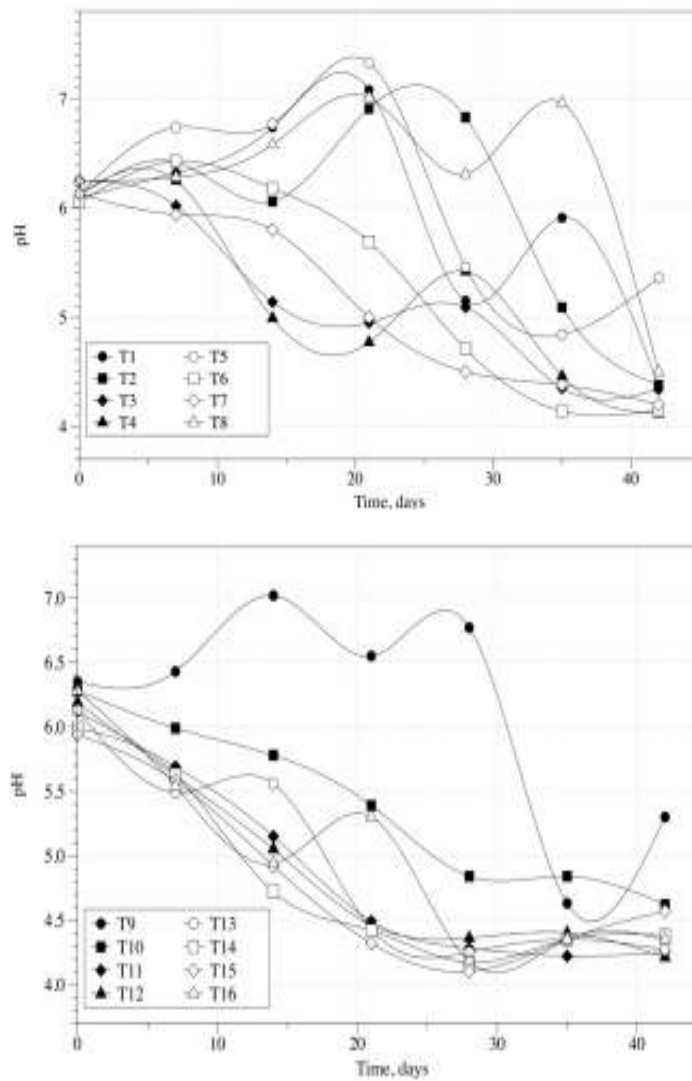 7
6
5
4
pH
T1 T5
T2 T6
T3 T7
T4 T8
0 10 20 30 40
Time, days
7.0
6.5
6.0
5.5
5.0
4.5
4.0
pH
T9 T13
T10 T14
T11 T15
T12 T16
0 10 20 30 40
Time, days